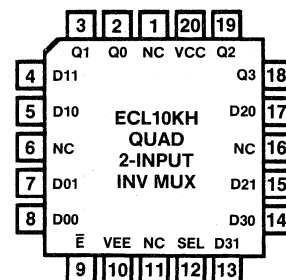 3 2 1 20 19
Q1 Q0 NC VCC Q2
4 D11 Q3 18
5 D10 D20 17
ECL10KH
QUAD
2-INPUT
INV MUX
6 NC NC 16
7 D01 D21 15
8 D00 D30 14
E̅ VEE NC SEL D31
9 10 11 12 13